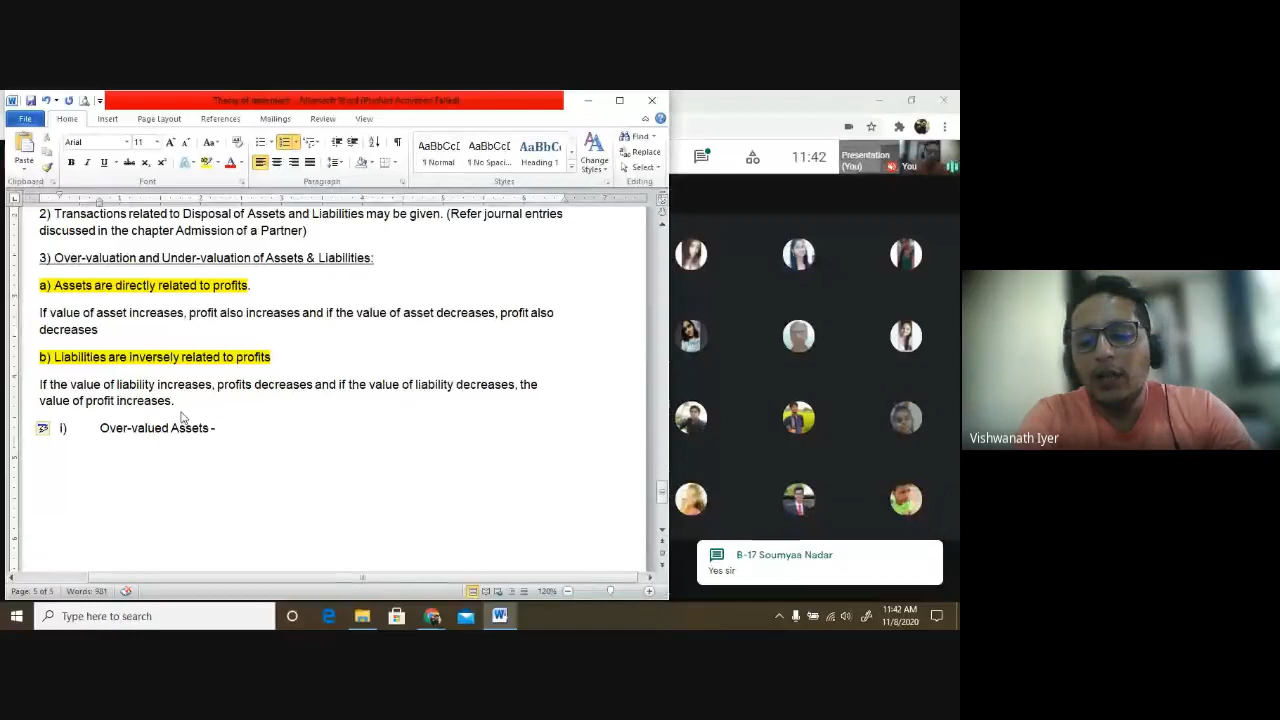 File Home Insert Page Layout References Mailings Review View
Paste
Arial 11
AaBbCcI AaBbCcI AaBbC
¶ Normal ¶ No Spaci... Heading 1
Change Styles
Find
Replace
Select
Clipboard Font Paragraph Styles Editing
11:42
Presentation (You)
You
2) Transactions related to Disposal of Assets and Liabilities may be given. (Refer journal entries
discussed in the chapter Admission of a Partner)
3) Over-valuation and Under-valuation of Assets & Liabilities:
a) Assets are directly related to profits.
If value of asset increases, profit also increases and if the value of asset decreases, profit also
decreases
b) Liabilities are inversely related to profits
If the value of liability increases, profits decreases and if the value of liability decreases, the
value of profit increases.
i) Over-valued Assets -
Page: 5 of 5 Words: 981 120%
B-17 Soumyaa Nadar
Yes sir
Vishwanath Iyer
Type here to search
11:42 AM
11/8/2020